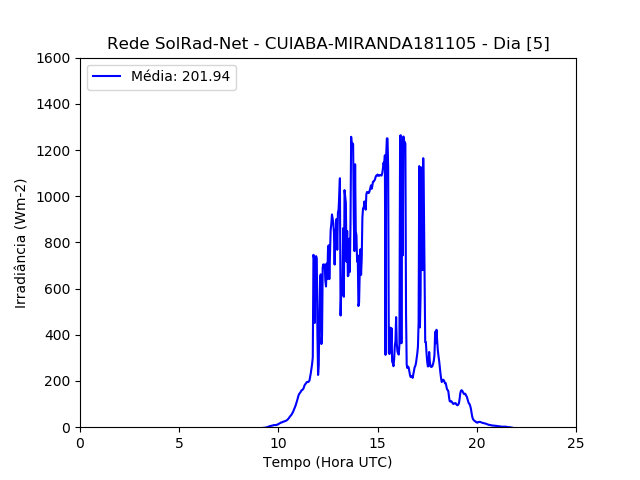 Rede SolRad-Net - CUIABA-MIRANDA181105 - Dia [5]
Média: 201.94
Irradiância (Wm-2)
1600
1400
1200
1000
800
600
400
200
0
0 5 10 15 20 25
Tempo (Hora UTC)